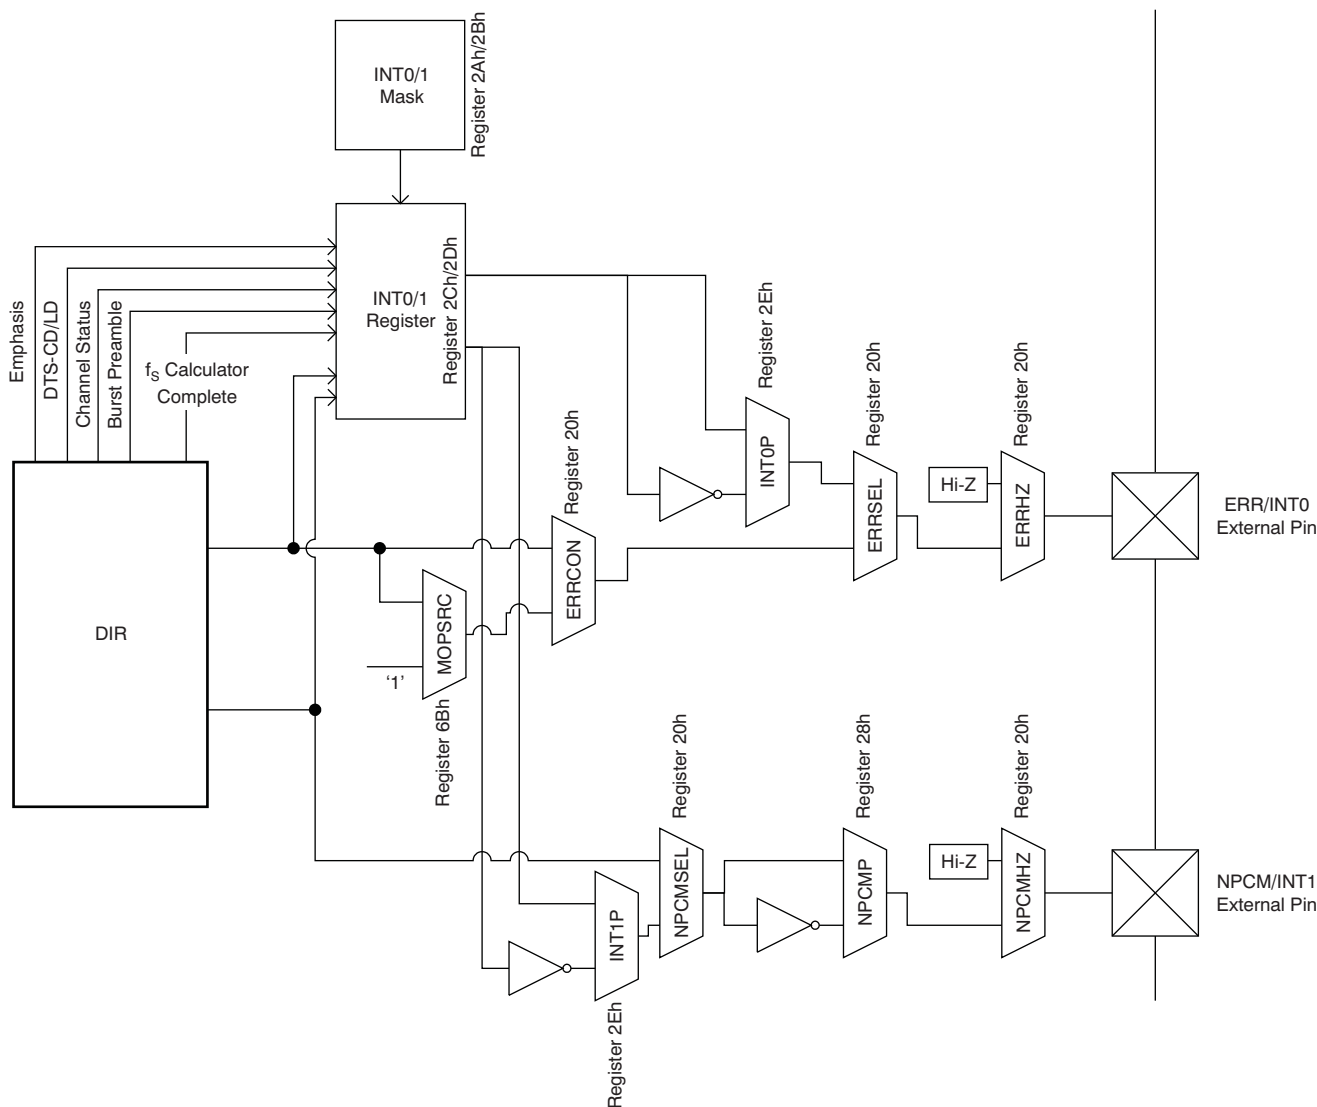 INT0/1
Mask
Register 2Ah/2Bh
INT0/1
Register
Register 2Ch/2Dh
Emphasis
DTS-CD/LD
Channel Status
Burst Preamble
fS Calculator
Complete
DIR
Register 2Eh
INT0P
Register 20h
ERRSEL
Register 20h
Hi-Z
ERRHZ
ERR/INT0
External Pin
Register 20h
ERRCON
MOPSRC
‘1’
Register 6Bh
Register 20h
NPCMSEL
Register 28h
NPCMP
Register 20h
Hi-Z
NPCMHZ
NPCM/INT1
External Pin
INT1P
Register 2Eh